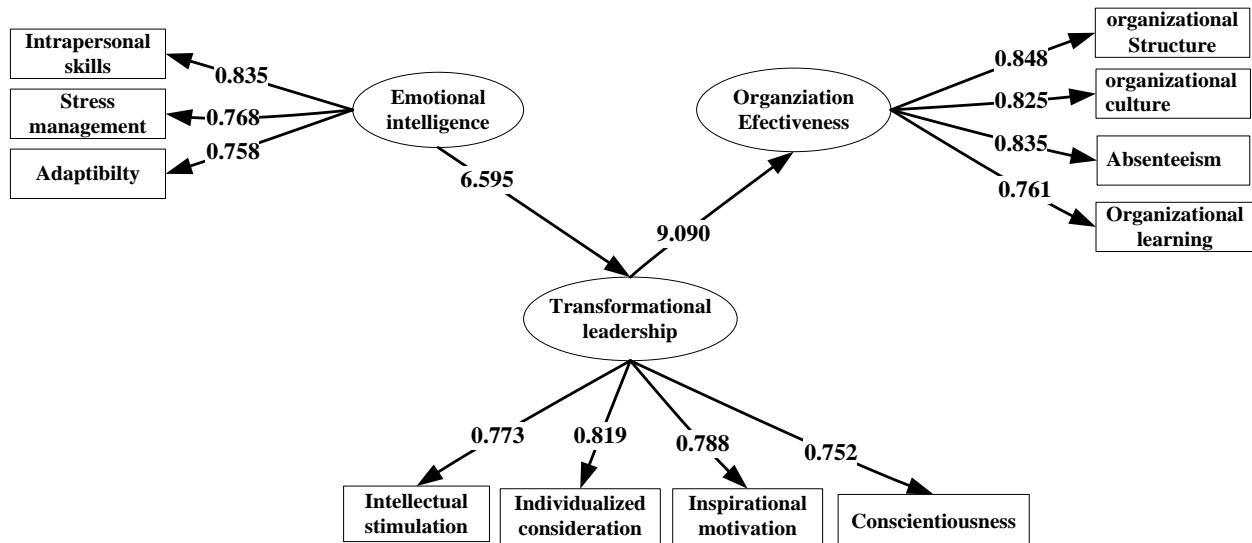 Intrapersonal
skills
Stress
management
Adaptibilty
0.835
0.768
0.758
Emotional
intelligence
6.595
Organziation
Efectiveness
9.090
0.848
0.825
0.835
0.761
organizational
Structure
organizational
culture
Absenteeism
Organizational
learning
Transformational
leadership
0.773
0.819
0.788
0.752
Intellectual
stimulation
Individualized
consideration
Inspirational
motivation
Conscientiousness